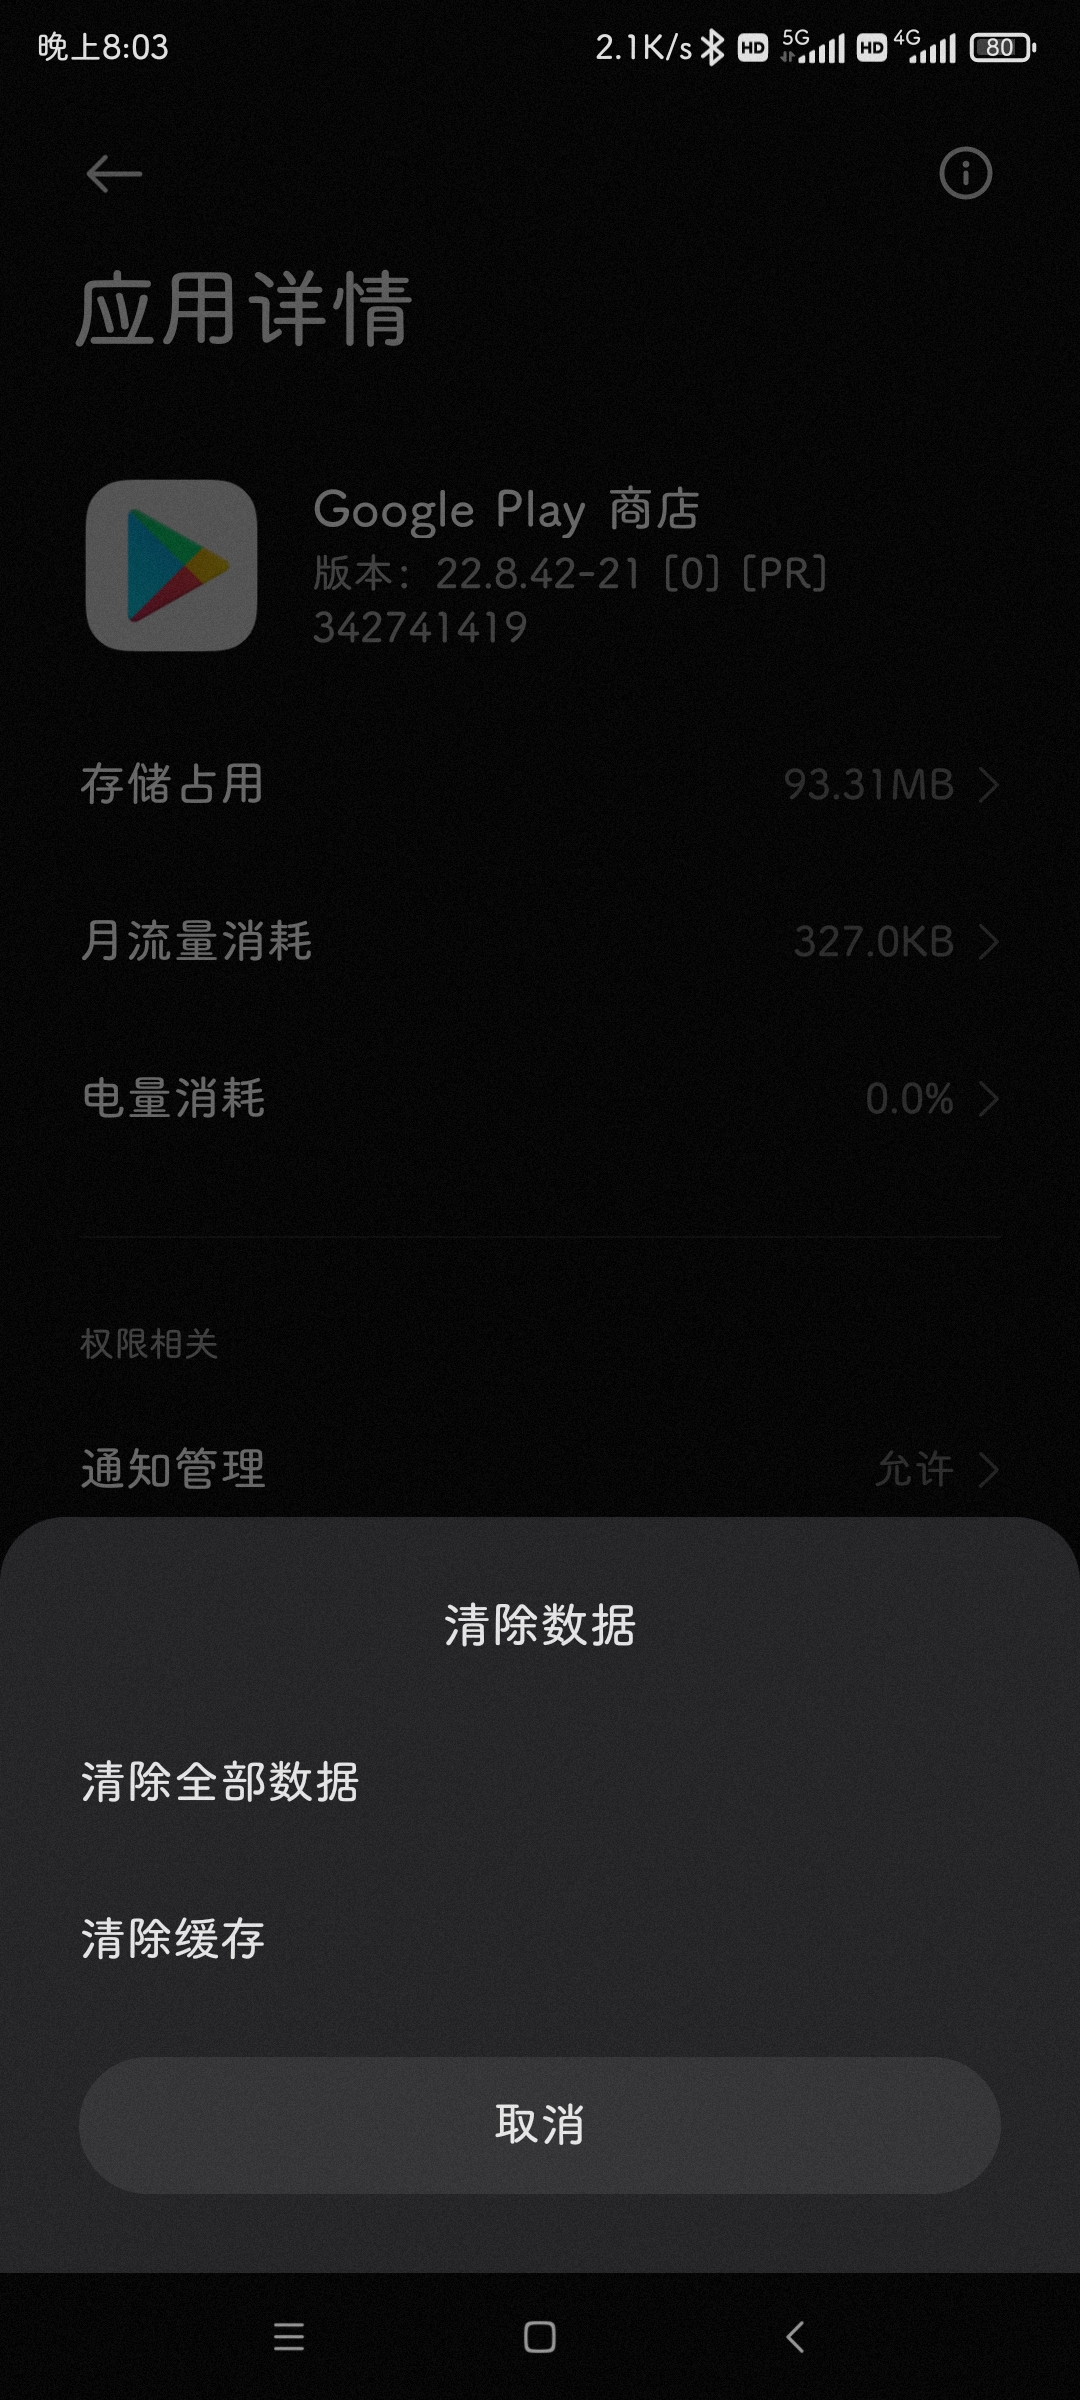 晚上8:03
2.1K/s HD 5G HD 4G 80
应用详情
Google Play 商店
版本：22.8.42-21 [0] [PR]
342741419
存储占用 93.31MB
月流量消耗 327.0KB
电量消耗 0.0%
权限相关
通知管理 允许
清除数据
清除全部数据
清除缓存
取消